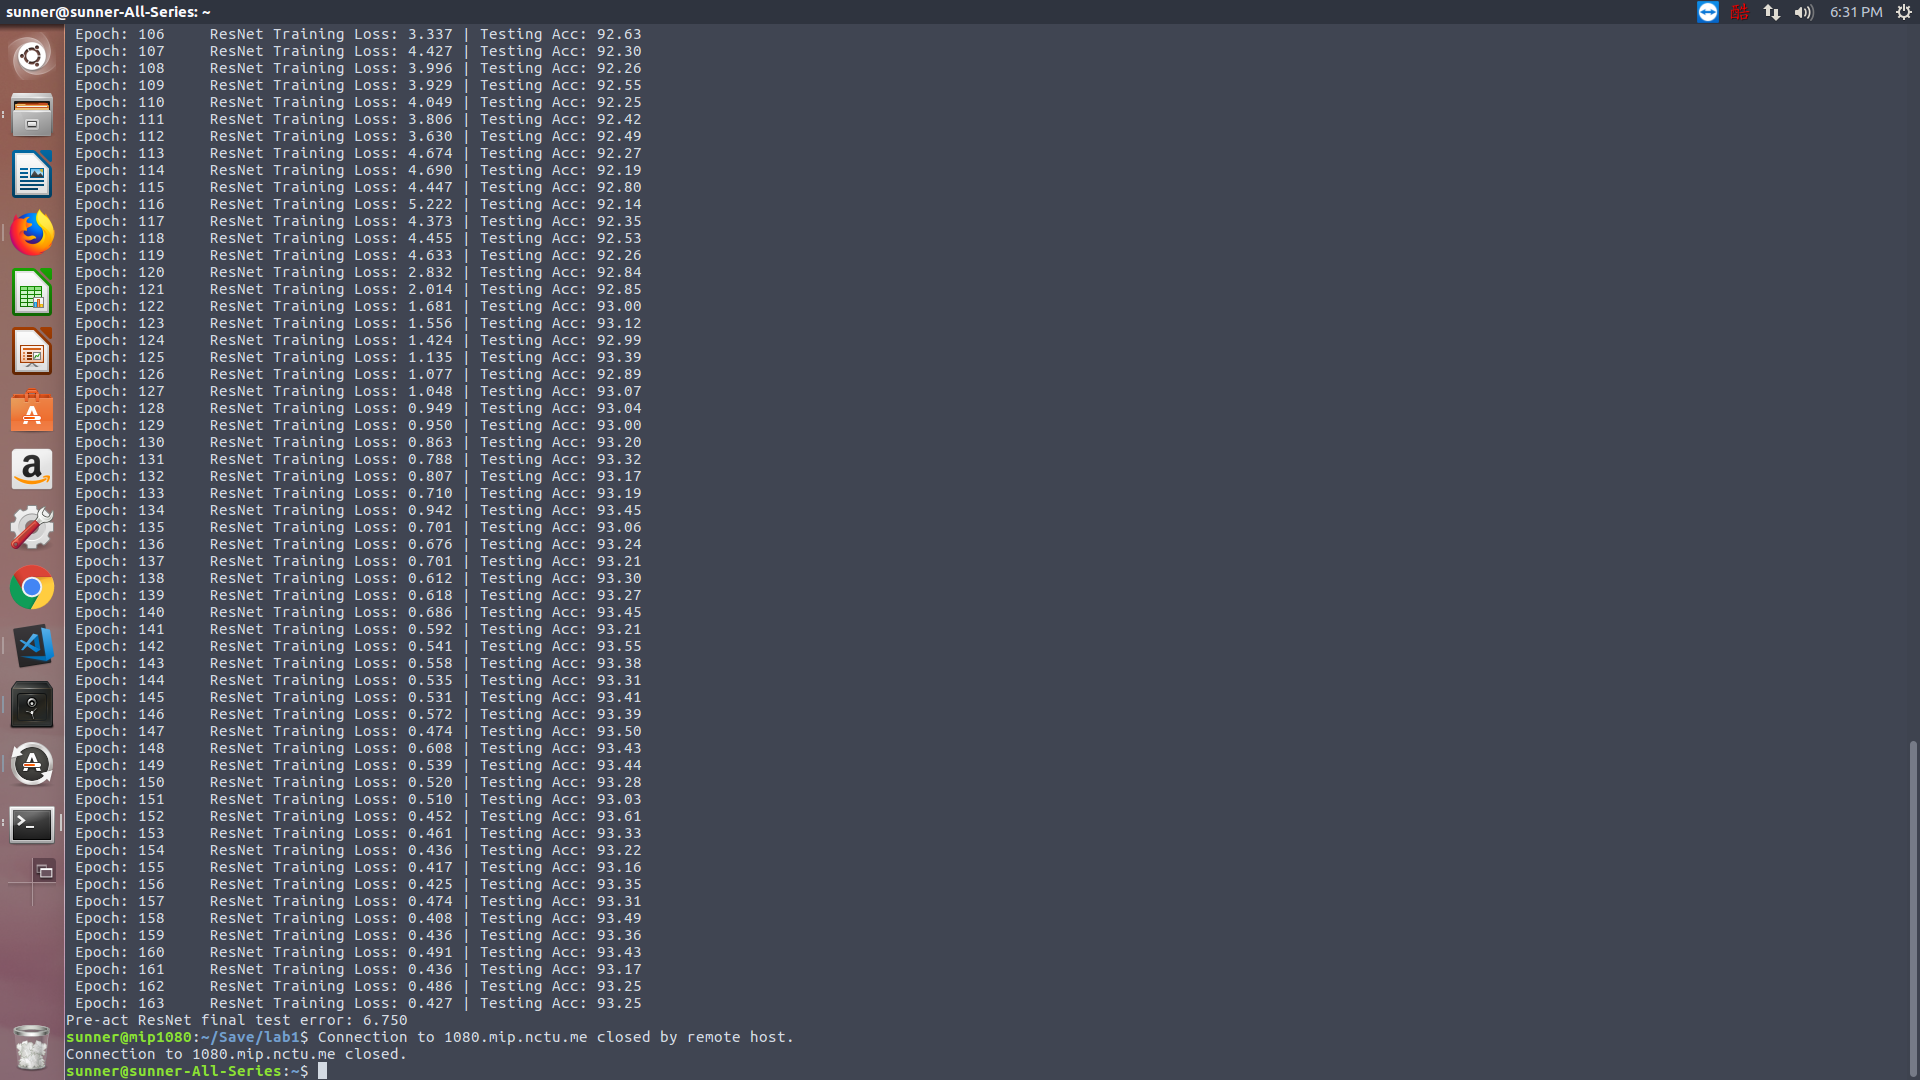 sunner@sunner-All-Series: ~
酷 6:31 PM
Epoch: 106     ResNet Training Loss: 3.337 | Testing Acc: 92.63
Epoch: 107     ResNet Training Loss: 4.427 | Testing Acc: 92.30
Epoch: 108     ResNet Training Loss: 3.996 | Testing Acc: 92.26
Epoch: 109     ResNet Training Loss: 3.929 | Testing Acc: 92.55
Epoch: 110     ResNet Training Loss: 4.049 | Testing Acc: 92.25
Epoch: 111     ResNet Training Loss: 3.806 | Testing Acc: 92.42
Epoch: 112     ResNet Training Loss: 3.630 | Testing Acc: 92.49
Epoch: 113     ResNet Training Loss: 4.674 | Testing Acc: 92.27
Epoch: 114     ResNet Training Loss: 4.690 | Testing Acc: 92.19
Epoch: 115     ResNet Training Loss: 4.447 | Testing Acc: 92.80
Epoch: 116     ResNet Training Loss: 5.222 | Testing Acc: 92.14
Epoch: 117     ResNet Training Loss: 4.373 | Testing Acc: 92.35
Epoch: 118     ResNet Training Loss: 4.455 | Testing Acc: 92.53
Epoch: 119     ResNet Training Loss: 4.633 | Testing Acc: 92.26
Epoch: 120     ResNet Training Loss: 2.832 | Testing Acc: 92.84
Epoch: 121     ResNet Training Loss: 2.014 | Testing Acc: 92.85
Epoch: 122     ResNet Training Loss: 1.681 | Testing Acc: 93.00
Epoch: 123     ResNet Training Loss: 1.556 | Testing Acc: 93.12
Epoch: 124     ResNet Training Loss: 1.424 | Testing Acc: 92.99
Epoch: 125     ResNet Training Loss: 1.135 | Testing Acc: 93.39
Epoch: 126     ResNet Training Loss: 1.077 | Testing Acc: 92.89
Epoch: 127     ResNet Training Loss: 1.048 | Testing Acc: 93.07
Epoch: 128     ResNet Training Loss: 0.949 | Testing Acc: 93.04
Epoch: 129     ResNet Training Loss: 0.950 | Testing Acc: 93.00
Epoch: 130     ResNet Training Loss: 0.863 | Testing Acc: 93.20
Epoch: 131     ResNet Training Loss: 0.788 | Testing Acc: 93.32
Epoch: 132     ResNet Training Loss: 0.807 | Testing Acc: 93.17
Epoch: 133     ResNet Training Loss: 0.710 | Testing Acc: 93.19
Epoch: 134     ResNet Training Loss: 0.942 | Testing Acc: 93.45
Epoch: 135     ResNet Training Loss: 0.701 | Testing Acc: 93.06
Epoch: 136     ResNet Training Loss: 0.676 | Testing Acc: 93.24
Epoch: 137     ResNet Training Loss: 0.701 | Testing Acc: 93.21
Epoch: 138     ResNet Training Loss: 0.612 | Testing Acc: 93.30
Epoch: 139     ResNet Training Loss: 0.618 | Testing Acc: 93.27
Epoch: 140     ResNet Training Loss: 0.686 | Testing Acc: 93.45
Epoch: 141     ResNet Training Loss: 0.592 | Testing Acc: 93.21
Epoch: 142     ResNet Training Loss: 0.541 | Testing Acc: 93.55
Epoch: 143     ResNet Training Loss: 0.558 | Testing Acc: 93.38
Epoch: 144     ResNet Training Loss: 0.535 | Testing Acc: 93.31
Epoch: 145     ResNet Training Loss: 0.531 | Testing Acc: 93.41
Epoch: 146     ResNet Training Loss: 0.572 | Testing Acc: 93.39
Epoch: 147     ResNet Training Loss: 0.474 | Testing Acc: 93.50
Epoch: 148     ResNet Training Loss: 0.608 | Testing Acc: 93.43
Epoch: 149     ResNet Training Loss: 0.539 | Testing Acc: 93.44
Epoch: 150     ResNet Training Loss: 0.520 | Testing Acc: 93.28
Epoch: 151     ResNet Training Loss: 0.510 | Testing Acc: 93.03
Epoch: 152     ResNet Training Loss: 0.452 | Testing Acc: 93.61
Epoch: 153     ResNet Training Loss: 0.461 | Testing Acc: 93.33
Epoch: 154     ResNet Training Loss: 0.436 | Testing Acc: 93.22
Epoch: 155     ResNet Training Loss: 0.417 | Testing Acc: 93.16
Epoch: 156     ResNet Training Loss: 0.425 | Testing Acc: 93.35
Epoch: 157     ResNet Training Loss: 0.474 | Testing Acc: 93.31
Epoch: 158     ResNet Training Loss: 0.408 | Testing Acc: 93.49
Epoch: 159     ResNet Training Loss: 0.436 | Testing Acc: 93.36
Epoch: 160     ResNet Training Loss: 0.491 | Testing Acc: 93.43
Epoch: 161     ResNet Training Loss: 0.436 | Testing Acc: 93.17
Epoch: 162     ResNet Training Loss: 0.486 | Testing Acc: 93.25
Epoch: 163     ResNet Training Loss: 0.427 | Testing Acc: 93.25
Pre-act ResNet final test error: 6.750
sunner@mip1080:~/Save/lab1$ Connection to 1080.mip.nctu.me closed by remote host.
Connection to 1080.mip.nctu.me closed.
sunner@sunner-All-Series:~$